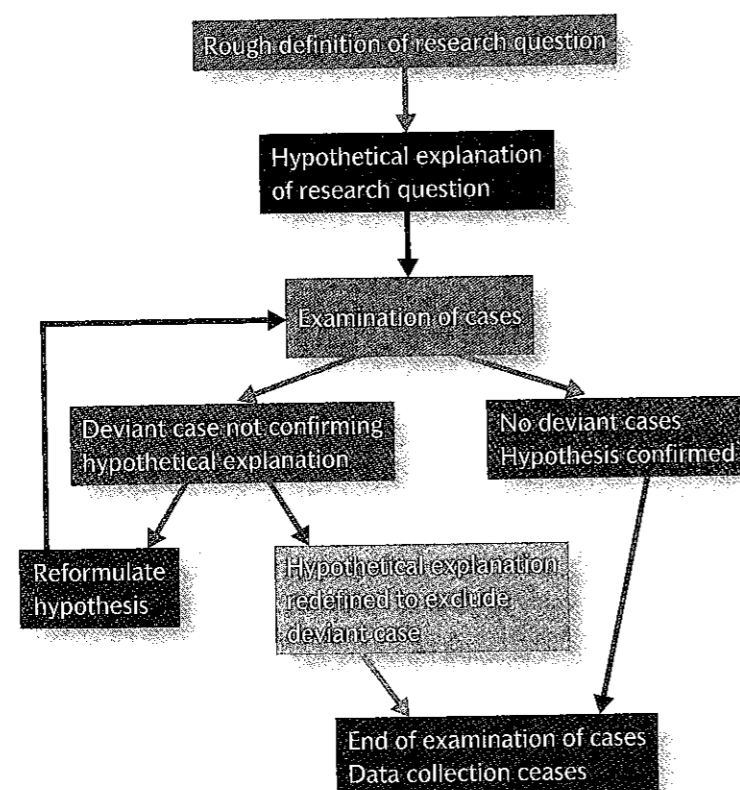 Rough definition of research question
Hypothetical explanation
of research question
Examination of cases
Deviant case not confirming
hypothetical explanation
No deviant cases
Hypothesis confirmed
Reformulate
hypothesis
Hypothetical explanation
redefined to exclude
deviant case
End of examination of cases
Data collection ceases